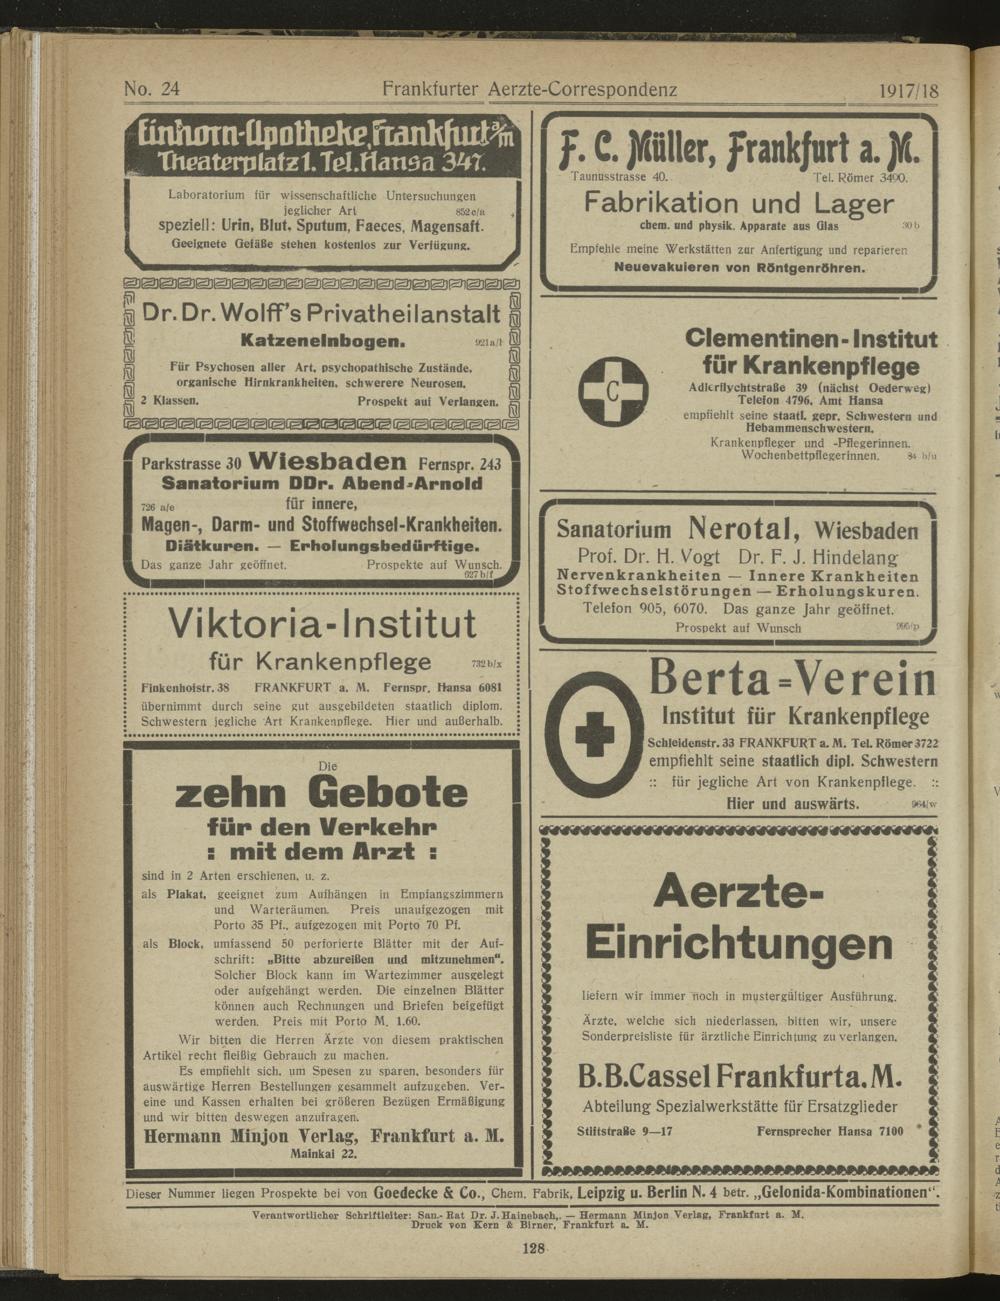 No. 24 Frankfurter Aerzte-Correspondenz 1917/18
Einhorn-Apotheke, Frankfurt a/m
Theaterplatz 1. Tel. Hansa 347.
Laboratorium für wissenschaftliche Untersuchungen
jeglicher Art 852c/a
speziell: Urin, Blut, Sputum, Faeces, Magensaft.
Geeignete Gefäße stehen kostenlos zur Verfügung.
Dr. Dr. Wolff's Privatheilanstalt
Katzenelnbogen. 921a/f
Für Psychosen aller Art, psychopathische Zustände,
organische Hirnkrankheiten, schwerere Neurosen.
2 Klassen. Prospekt auf Verlangen.
Parkstrasse 30 Wiesbaden Fernspr. 243
Sanatorium DDr. Abend-Arnold
726 a/e für innere,
Magen-, Darm- und Stoffwechsel-Krankheiten.
Diätkuren. — Erholungsbedürftige.
Das ganze Jahr geöffnet. Prospekte auf Wunsch.
927b/f
Viktoria-Institut
für Krankenpflege 732b/x
Finkenhofstr. 38 FRANKFURT a. M. Fernspr. Hansa 6081
übernimmt durch seine gut ausgebildeten staatlich diplom.
Schwestern jegliche Art Krankenpflege. Hier und außerhalb.
Die
zehn Gebote
für den Verkehr
: mit dem Arzt :
sind in 2 Arten erschienen, u. z.
als Plakat, geeignet zum Aufhängen in Empfangszimmern
und Warteräumen. Preis unaufgezogen mit
Porto 35 Pf., aufgezogen mit Porto 70 Pf.
als Block, umfassend 50 perforierte Blätter mit der Auf-
schrift: „Bitte abzureißen und mitzunehmen“.
Solcher Block kann im Wartezimmer ausgelegt
oder aufgehängt werden. Die einzelnen Blätter
können auch Rechnungen und Briefen beigefügt
werden. Preis mit Porto M. 1.60.
Wir bitten die Herren Ärzte von diesem praktischen
Artikel recht fleißig Gebrauch zu machen.
Es empfiehlt sich, um Spesen zu sparen, besonders für
auswärtige Herren Bestellungen gesammelt aufzugeben. Ver-
eine und Kassen erhalten bei größeren Bezügen Ermäßigung
und wir bitten deswegen anzufragen.
Hermann Minjon Verlag, Frankfurt a. M.
Mainkai 22.
F. C. Müller, Frankfurt a. M.
Taunusstrasse 40. Tel. Römer 3490.
Fabrikation und Lager
chem. und physik. Apparate aus Glas 30b
Empfehle meine Werkstätten zur Anfertigung und reparieren
Neuevakuieren von Röntgenröhren.
Clementinen-Institut
für Krankenpflege
C
Adlerflychtstraße 39 (nächst Oederweg)
Telefon 4796, Amt Hansa
empfiehlt seine staatl. gepr. Schwestern und
Hebammenschwestern.
Krankenpfleger und -Pflegerinnen.
Wochenbettpflegerinnen. 84 b/u
Sanatorium Nerotal, Wiesbaden
Prof. Dr. H. Vogt Dr. F. J. Hindelang
Nervenkrankheiten — Innere Krankheiten
Stoffwechselstörungen — Erholungskuren.
Telefon 905, 6070. Das ganze Jahr geöffnet.
Prospekt auf Wunsch 996/p
Berta-Verein
Institut für Krankenpflege
Schleidenstr. 33 FRANKFURT a. M. Tel. Römer 3722
empfiehlt seine staatlich dipl. Schwestern
:: für jegliche Art von Krankenpflege. ::
Hier und auswärts. 964/w
Aerzte-
Einrichtungen
liefern wir immer noch in mustergültiger Ausführung.
Ärzte, welche sich niederlassen, bitten wir, unsere
Sonderpreisliste für ärztliche Einrichtung zu verlangen.
B. B. Cassel Frankfurt a. M.
Abteilung Spezialwerkstätte für Ersatzglieder
Stiftstraße 9—17 Fernsprecher Hansa 7100
Dieser Nummer liegen Prospekte bei von Goedecke & Co., Chem. Fabrik, Leipzig u. Berlin N. 4 betr. „Gelonida-Kombinationen“.
Verantwortlicher Schriftleiter: San.-Rat Dr. J. Hainebach, — Hermann Minjon Verlag, Frankfurt a. M.
Druck von Kern & Birner, Frankfurt a. M.
128